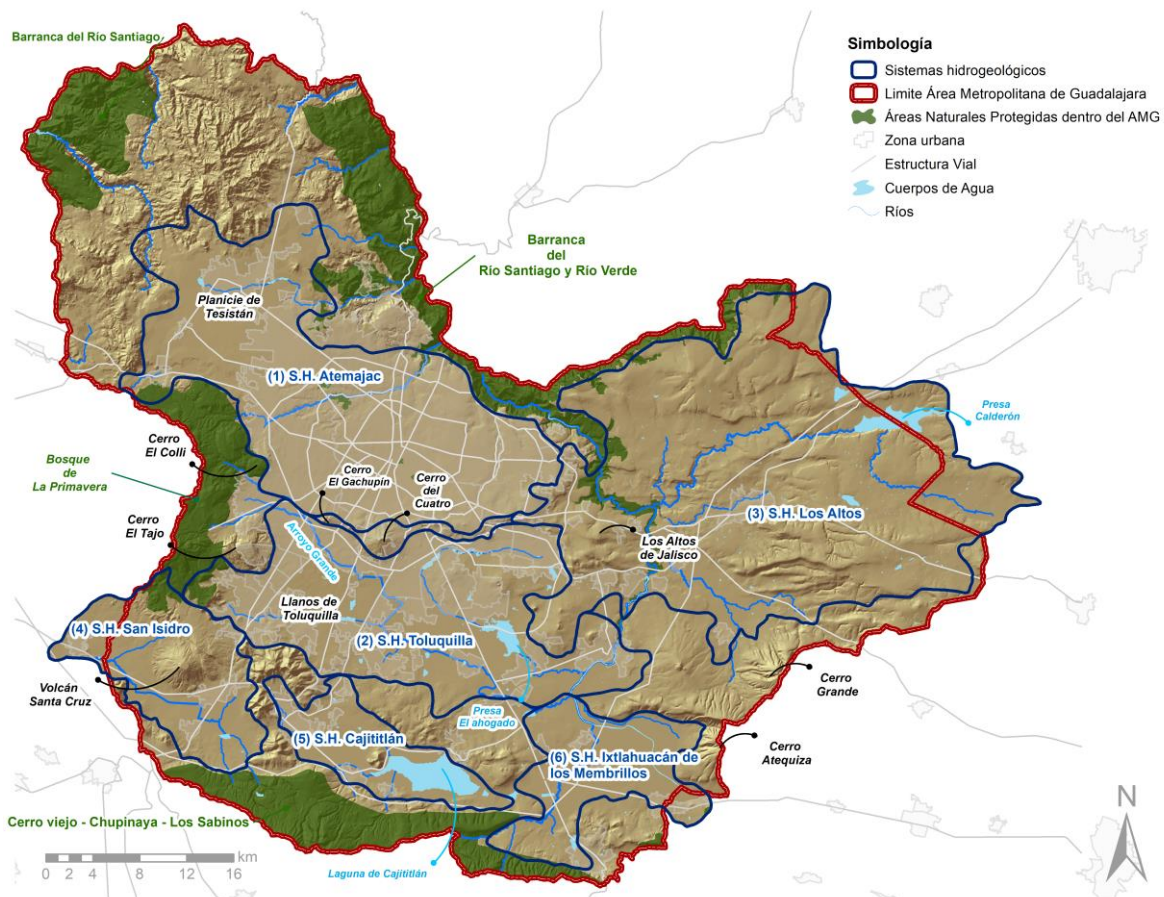 Barranca del Río Santiago
Simbología
Sistemas hidrogeológicos
Limite Área Metropolitana de Guadalajara
Áreas Naturales Protegidas dentro del AMG
Zona urbana
Estructura Vial
Cuerpos de Agua
Ríos
Barranca
del
Rio Santiago y Río Verde
Planicie de
Tesistán
(1) S.H. Atemajac
Presa
Calderón
Cerro
El Colli
Bosque
de
La Primavera
Cerro
El Gachupín
Cerro
del
Cuatro
(3) S.H. Los Altos
Cerro
El Tajo
Arroyo Grande
Los Altos
de Jalisco
Llanos de
Toluquilla
(4) S.H. San Isidro
(2) S.H. Toluquilla
Volcán
Santa Cruz
Cerro
Grande
Presa
El ahogado
(5) S.H. Cajititlán
(6) S.H. Ixtlahuacán de
los Membrillos
Cerro
Atequiza
Cerro viejo - Chupinaya - Los Sabinos
N
km
0 2 4 8 12 16
Laguna de Cajititlán